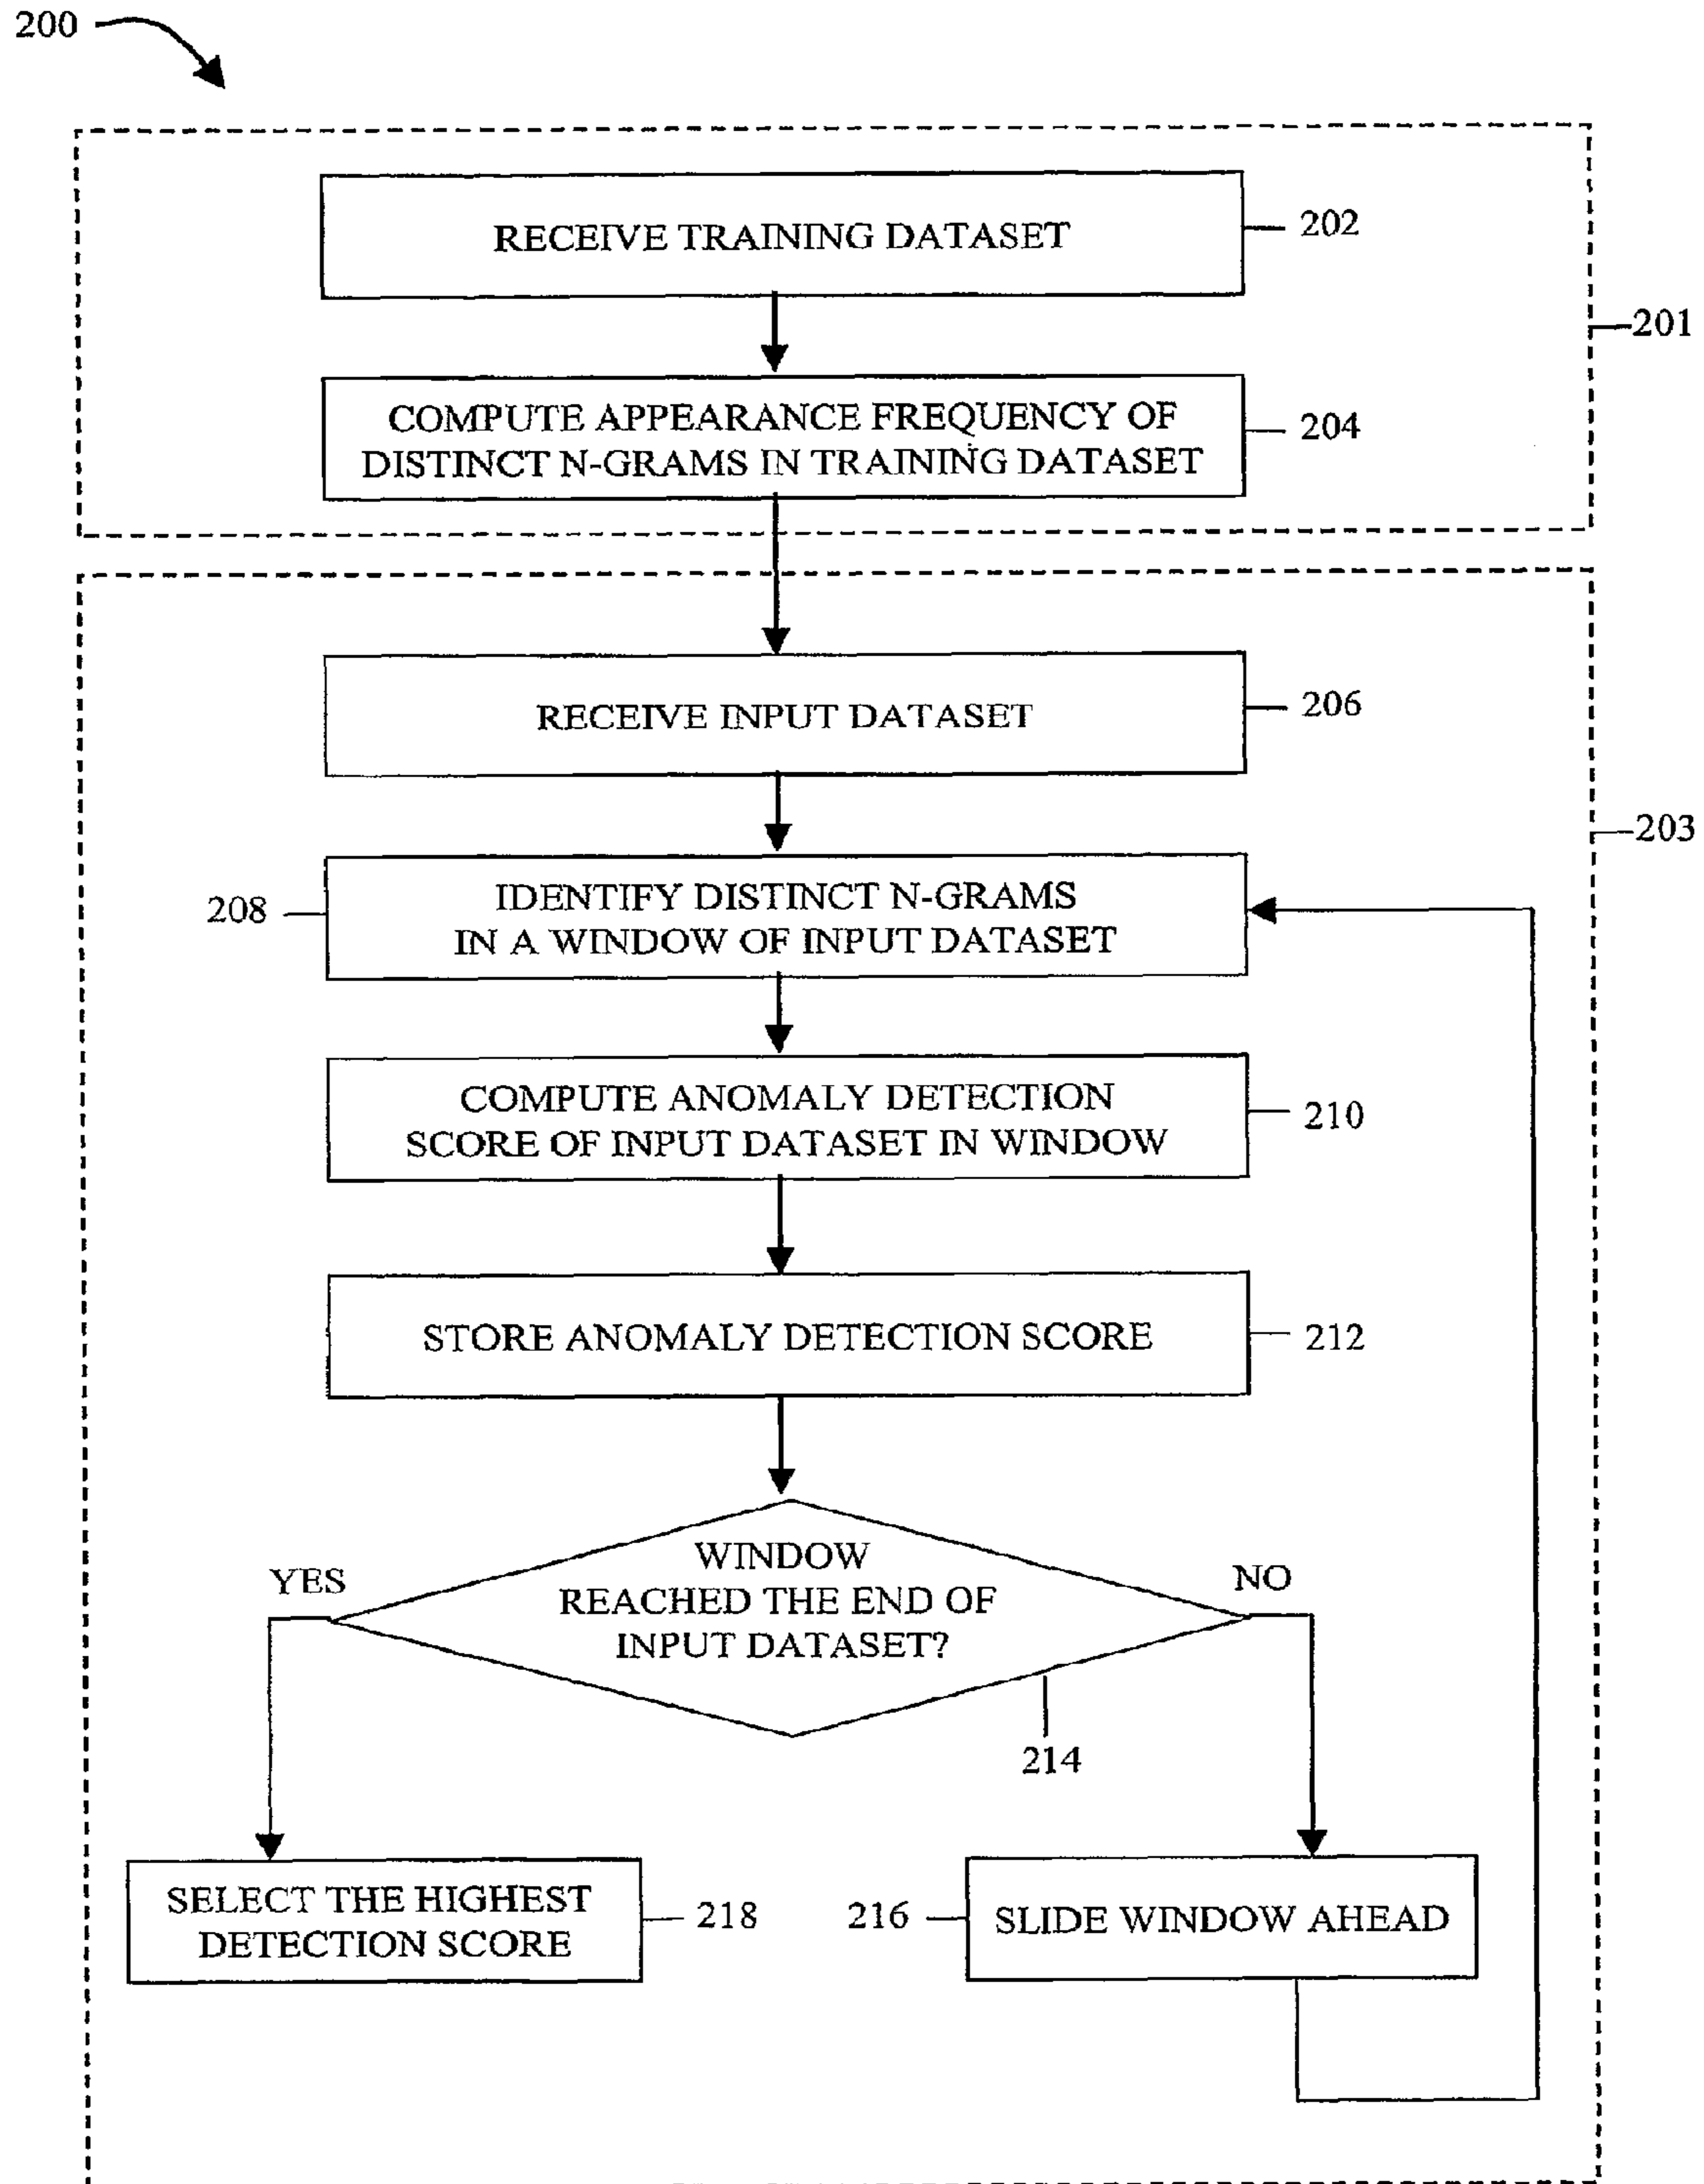 200
RECEIVE TRAINING DATASET
202
201
COMPUTE APPEARANCE FREQUENCY OF
DISTINCT N-GRAMS IN TRAINING DATASET
204
RECEIVE INPUT DATASET
206
203
208
IDENTIFY DISTINCT N-GRAMS
IN A WINDOW OF INPUT DATASET
COMPUTE ANOMALY DETECTION
SCORE OF INPUT DATASET IN WINDOW
210
STORE ANOMALY DETECTION SCORE
212
WINDOW
REACHED THE END OF
INPUT DATASET?
YES
NO
214
SELECT THE HIGHEST
DETECTION SCORE
218
216
SLIDE WINDOW AHEAD